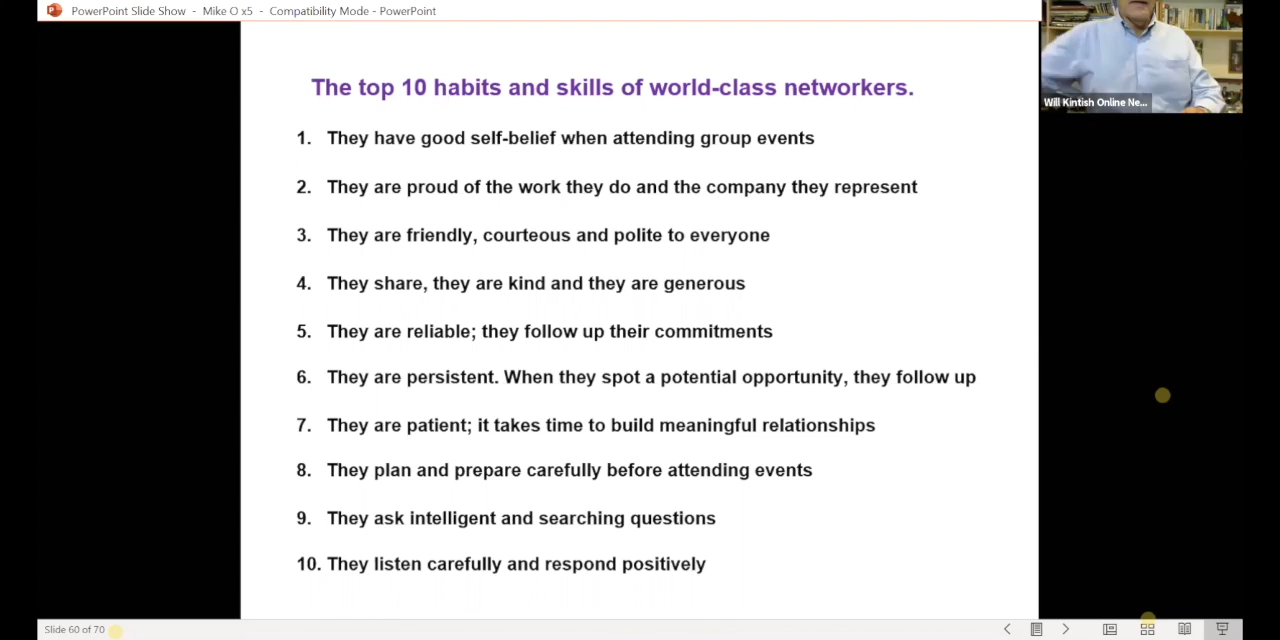 PowerPoint Slide Show - Mike O x5 - Compatibility Mode - PowerPoint
Will Kintish Online Ne...
The top 10 habits and skills of world-class networkers.
1. They have good self-belief when attending group events
2. They are proud of the work they do and the company they represent
3. They are friendly, courteous and polite to everyone
4. They share, they are kind and they are generous
5. They are reliable; they follow up their commitments
6. They are persistent. When they spot a potential opportunity, they follow up
7. They are patient; it takes time to build meaningful relationships
8. They plan and prepare carefully before attending events
9. They ask intelligent and searching questions
10. They listen carefully and respond positively
Slide 60 of 70